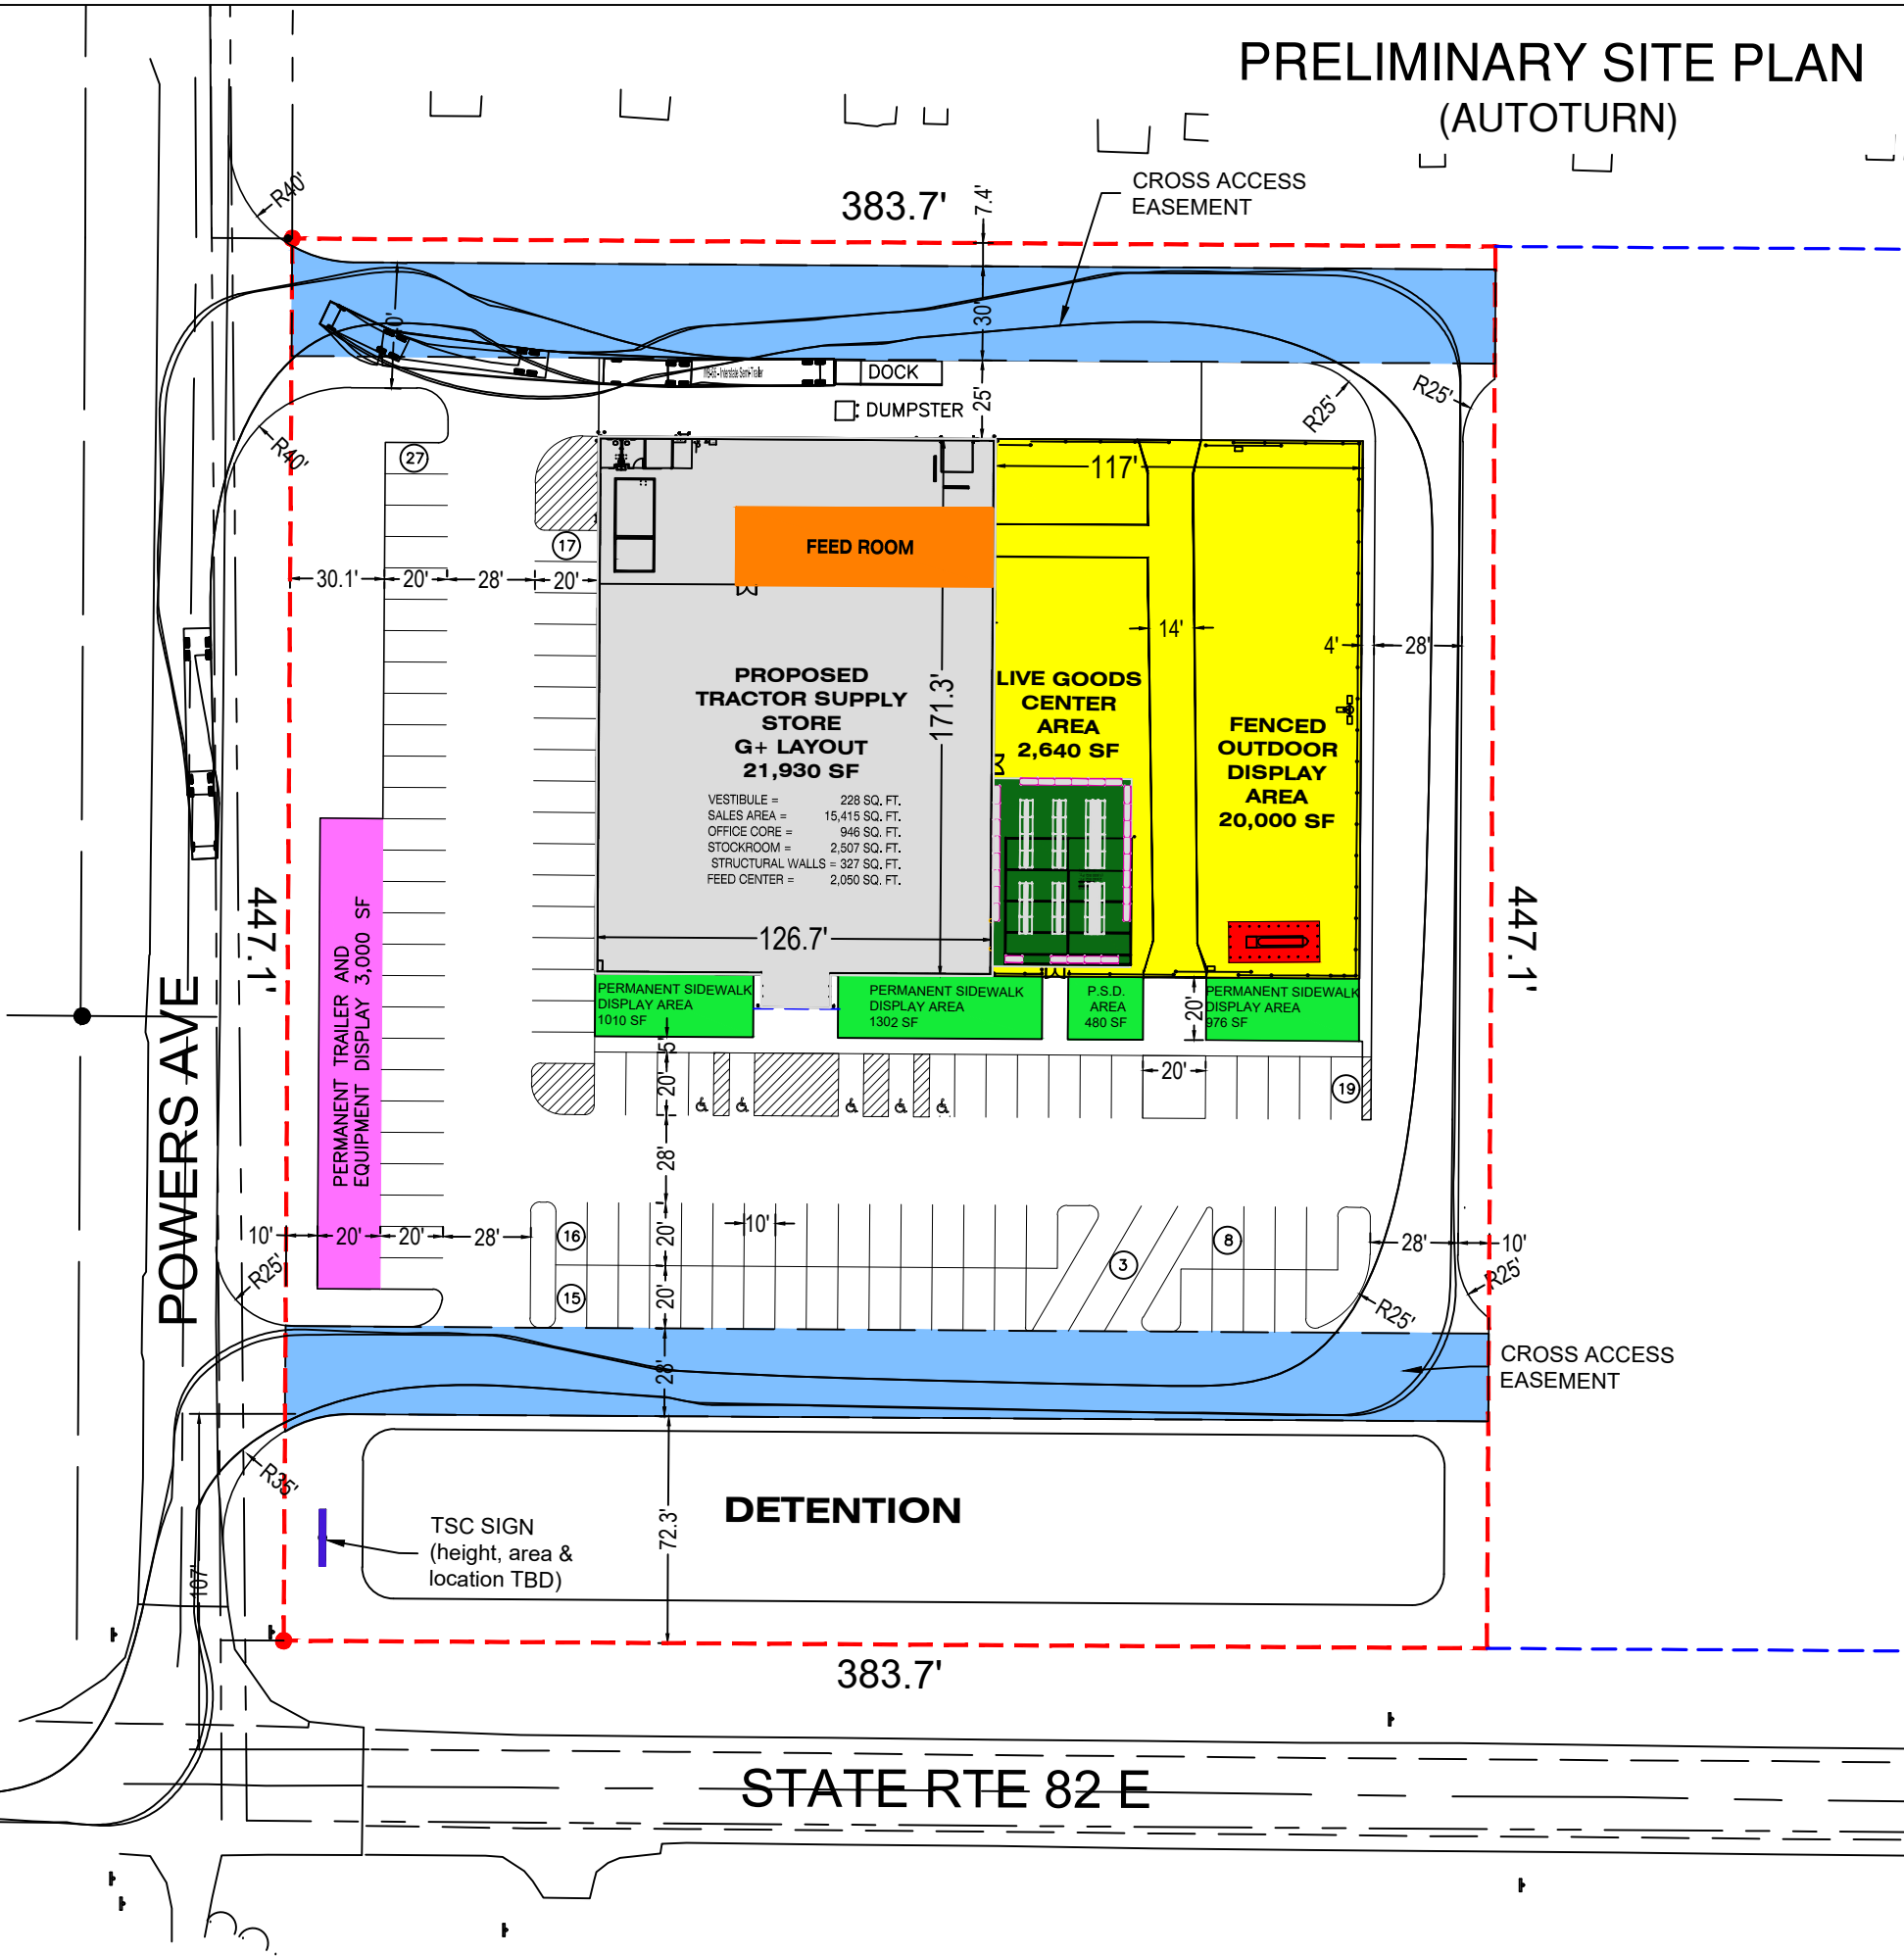 PRELIMINARY SITE PLAN
(AUTOTURN)
R40'
383.7'
7.4'
CROSS ACCESS
EASEMENT
30'
DOCK
DUMPSTER
25'
R25'
R25'
R40'
27
17
117'
FEED ROOM
30.1'
20'
28'
20'
14'
4'
28'
PROPOSED
TRACTOR SUPPLY
STORE
G+ LAYOUT
21,930 SF
171.3'
LIVE GOODS
CENTER
AREA
2,640 SF
FENCED
OUTDOOR
DISPLAY
AREA
20,000 SF
VESTIBULE = 228 SQ. FT.
SALES AREA = 15,415 SQ. FT.
OFFICE CORE = 946 SQ. FT.
STOCKROOM = 2,507 SQ. FT.
STRUCTURAL WALLS = 327 SQ. FT.
FEED CENTER = 2,050 SQ. FT.
447.1'
447.1'
126.7'
POWERS AVE
PERMANENT TRAILER AND
EQUIPMENT DISPLAY 3,000 SF
PERMANENT SIDEWALK
DISPLAY AREA
1010 SF
PERMANENT SIDEWALK
DISPLAY AREA
1302 SF
P.S.D.
AREA
480 SF
20'
PERMANENT SIDEWALK
DISPLAY AREA
976 SF
5'
20'
20'
19
28'
10'
20'
20'
28'
16
20'
10'
3
8
28'
10'
R25'
15
20'
R25'
R25'
28'
CROSS ACCESS
EASEMENT
R35'
72.3'
DETENTION
TSC SIGN
(height, area &
location TBD)
107'
383.7'
STATE RTE 82 E